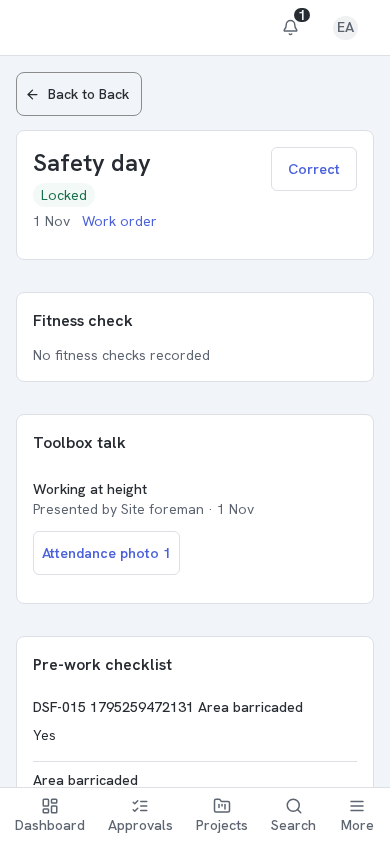 1
EA
Back to Back
Safety day
Correct
Locked
1 Nov Work order
Fitness check
No fitness checks recorded
Toolbox talk
Working at height
Presented by Site foreman · 1 Nov
Attendance photo 1
Pre-work checklist
DSF-015 1795259472131 Area barricaded
Yes
Area barricaded
Dashboard Approvals Projects Search More